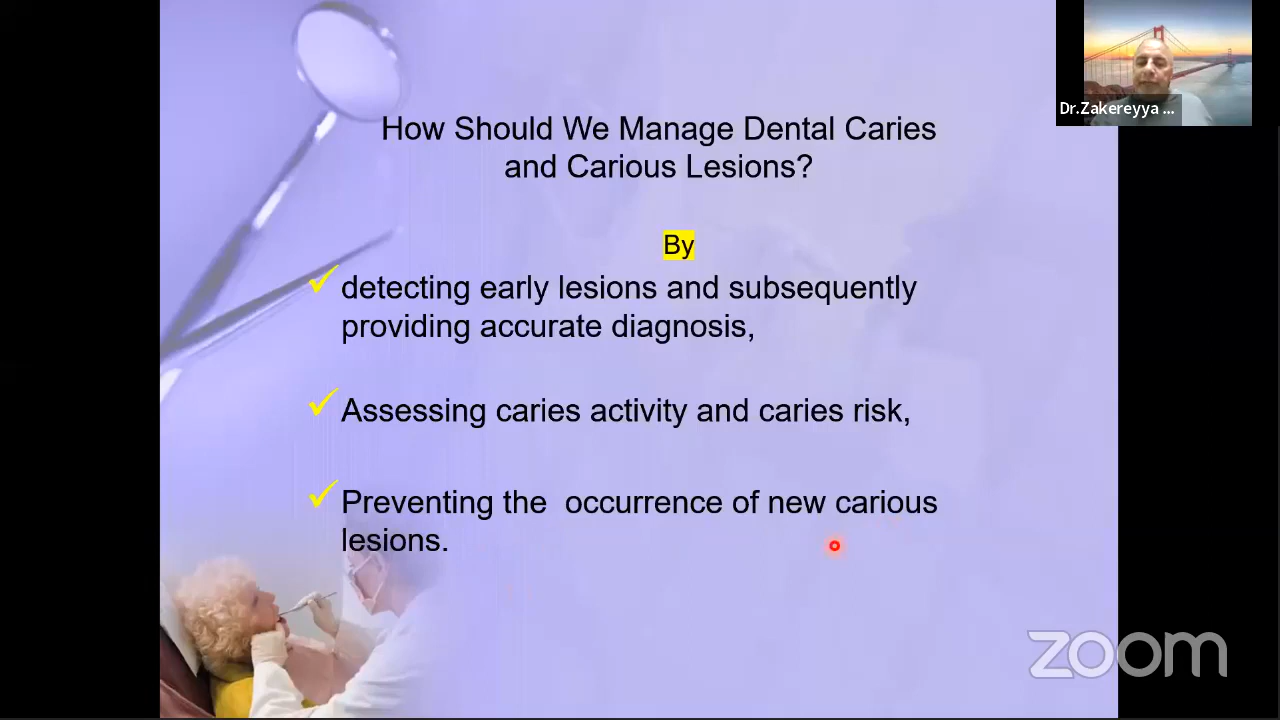 How Should We Manage Dental Caries
and Carious Lesions?
By
detecting early lesions and subsequently
providing accurate diagnosis,
Assessing caries activity and caries risk,
Preventing the  occurrence of new carious
lesions.
Dr.Zakereyya ...
zoom